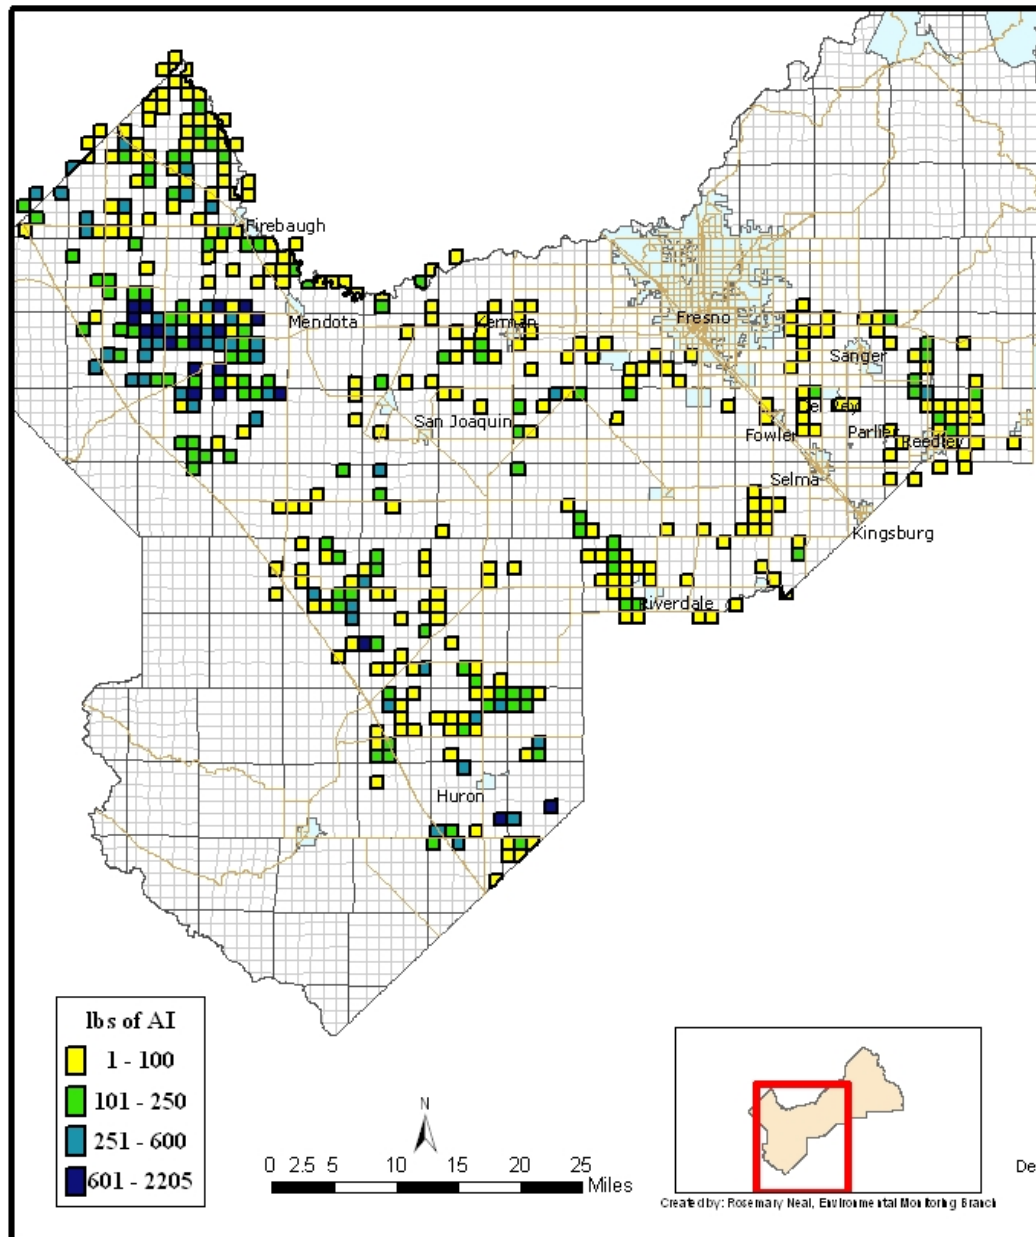 Firebaugh
Mendota
Kerman
Fresno
Sanger
San Joaquin
Del Rey
Fowler
Parlier
Reedley
Selma
Kingsburg
Riverdale
Huron
lbs of AI
1 - 100
101 - 250
251 - 600
601 - 2205
N
0 2.5 5 10 15 20 25
Miles
De
Created by: Rosemary Neal, Environmental Monitoring Branch